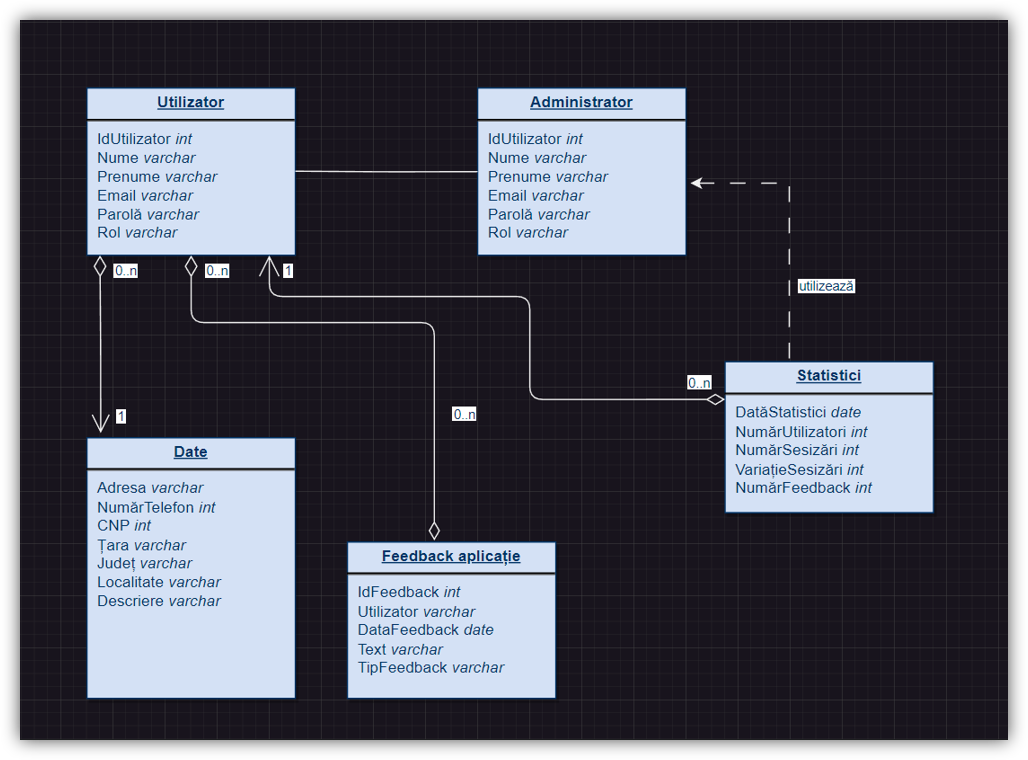 Utilizator
IdUtilizator int
Nume varchar
Prenume varchar
Email varchar
Parolă varchar
Rol varchar
Administrator
IdUtilizator int
Nume varchar
Prenume varchar
Email varchar
Parolă varchar
Rol varchar
0..n
0..n
1
utilizează
0..n
1
0..n
Statistici
DatăStatistici date
NumărUtilizatori int
NumărSesizări int
VariațieSesizări int
NumărFeedback int
Date
Adresa varchar
NumărTelefon int
CNP int
Țara varchar
Județ varchar
Localitate varchar
Descriere varchar
Feedback aplicație
IdFeedback int
Utilizator varchar
DataFeedback date
Text varchar
TipFeedback varchar